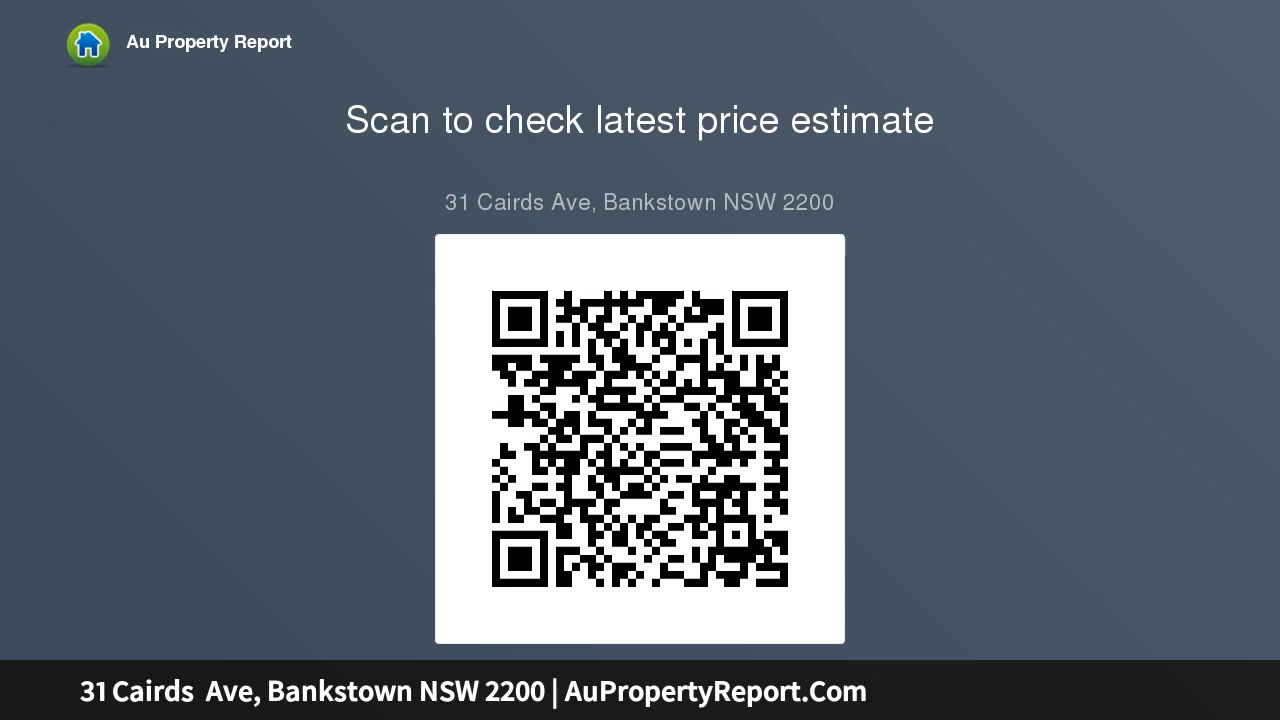 Au Property Report
Scan to check latest price estimate
31 Cairds Ave, Bankstown NSW 2200
31 Cairds  Ave, Bankstown NSW 2200 | AuPropertyReport.Com